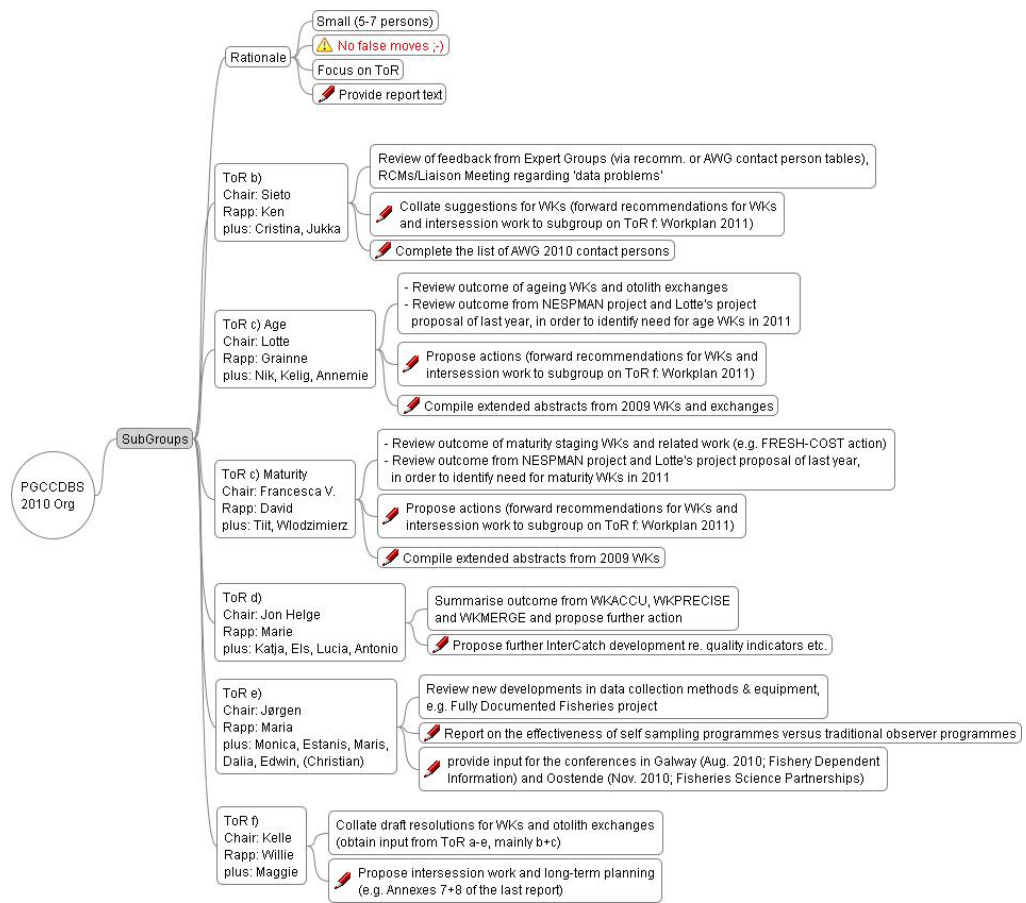 PGCCDBS
2010 Org
SubGroups
Rationale
Small (5-7 persons)
No false moves ;-)
Focus on ToR
Provide report text
ToR b)
Chair: Sieto
Rapp: Ken
plus: Cristina, Jukka
Review of feedback from Expert Groups (via recomm. or AWG contact person tables),
RCMs/Liaison Meeting regarding 'data problems'
Collate suggestions for WKs (forward recommendations for WKs
and intersession work to subgroup on ToR f: Workplan 2011)
Complete the list of AWG 2010 contact persons
ToR c) Age
Chair: Lotte
Rapp: Grainne
plus: Nik, Kelig, Annemie
- Review outcome of ageing WKs and otolith exchanges
- Review outcome from NESPMAN project and Lotte's project
proposal of last year, in order to identify need for age WKs in 2011
Propose actions (forward recommendations for WKs and
intersession work to subgroup on ToR f: Workplan 2011)
Compile extended abstracts from 2009 WKs and exchanges
ToR c) Maturity
Chair: Francesca V.
Rapp: David
plus: Tiit, Wlodzimierz
- Review outcome of maturity staging WKs and related work (e.g. FRESH-COST action)
- Review outcome from NESPMAN project and Lotte's project proposal of last year,
in order to identify need for maturity WKs in 2011
Propose actions (forward recommendations for WKs and
intersession work to subgroup on ToR f: Workplan 2011)
Compile extended abstracts from 2009 WKs
ToR d)
Chair: Jon Helge
Rapp: Marie
plus: Katja, Els, Lucia, Antonio
Summarise outcome from WKACCU, WKPRECISE
and WKMERGE and propose further action
Propose further InterCatch development re. quality indicators etc.
ToR e)
Chair: Jørgen
Rapp: Maria
plus: Monica, Estanis, Maris,
Dalia, Edwin, (Christian)
Review new developments in data collection methods & equipment,
e.g. Fully Documented Fisheries project
Report on the effectiveness of self sampling programmes versus traditional observer programmes
provide input for the conferences in Galway (Aug. 2010; Fishery Dependent
Information) and Oostende (Nov. 2010; Fisheries Science Partnerships)
ToR f)
Chair: Kelle
Rapp: Willie
plus: Maggie
Collate draft resolutions for WKs and otolith exchanges
(obtain input from ToR a-e, mainly b+c)
Propose intersession work and long-term planning
(e.g. Annexes 7+8 of the last report)